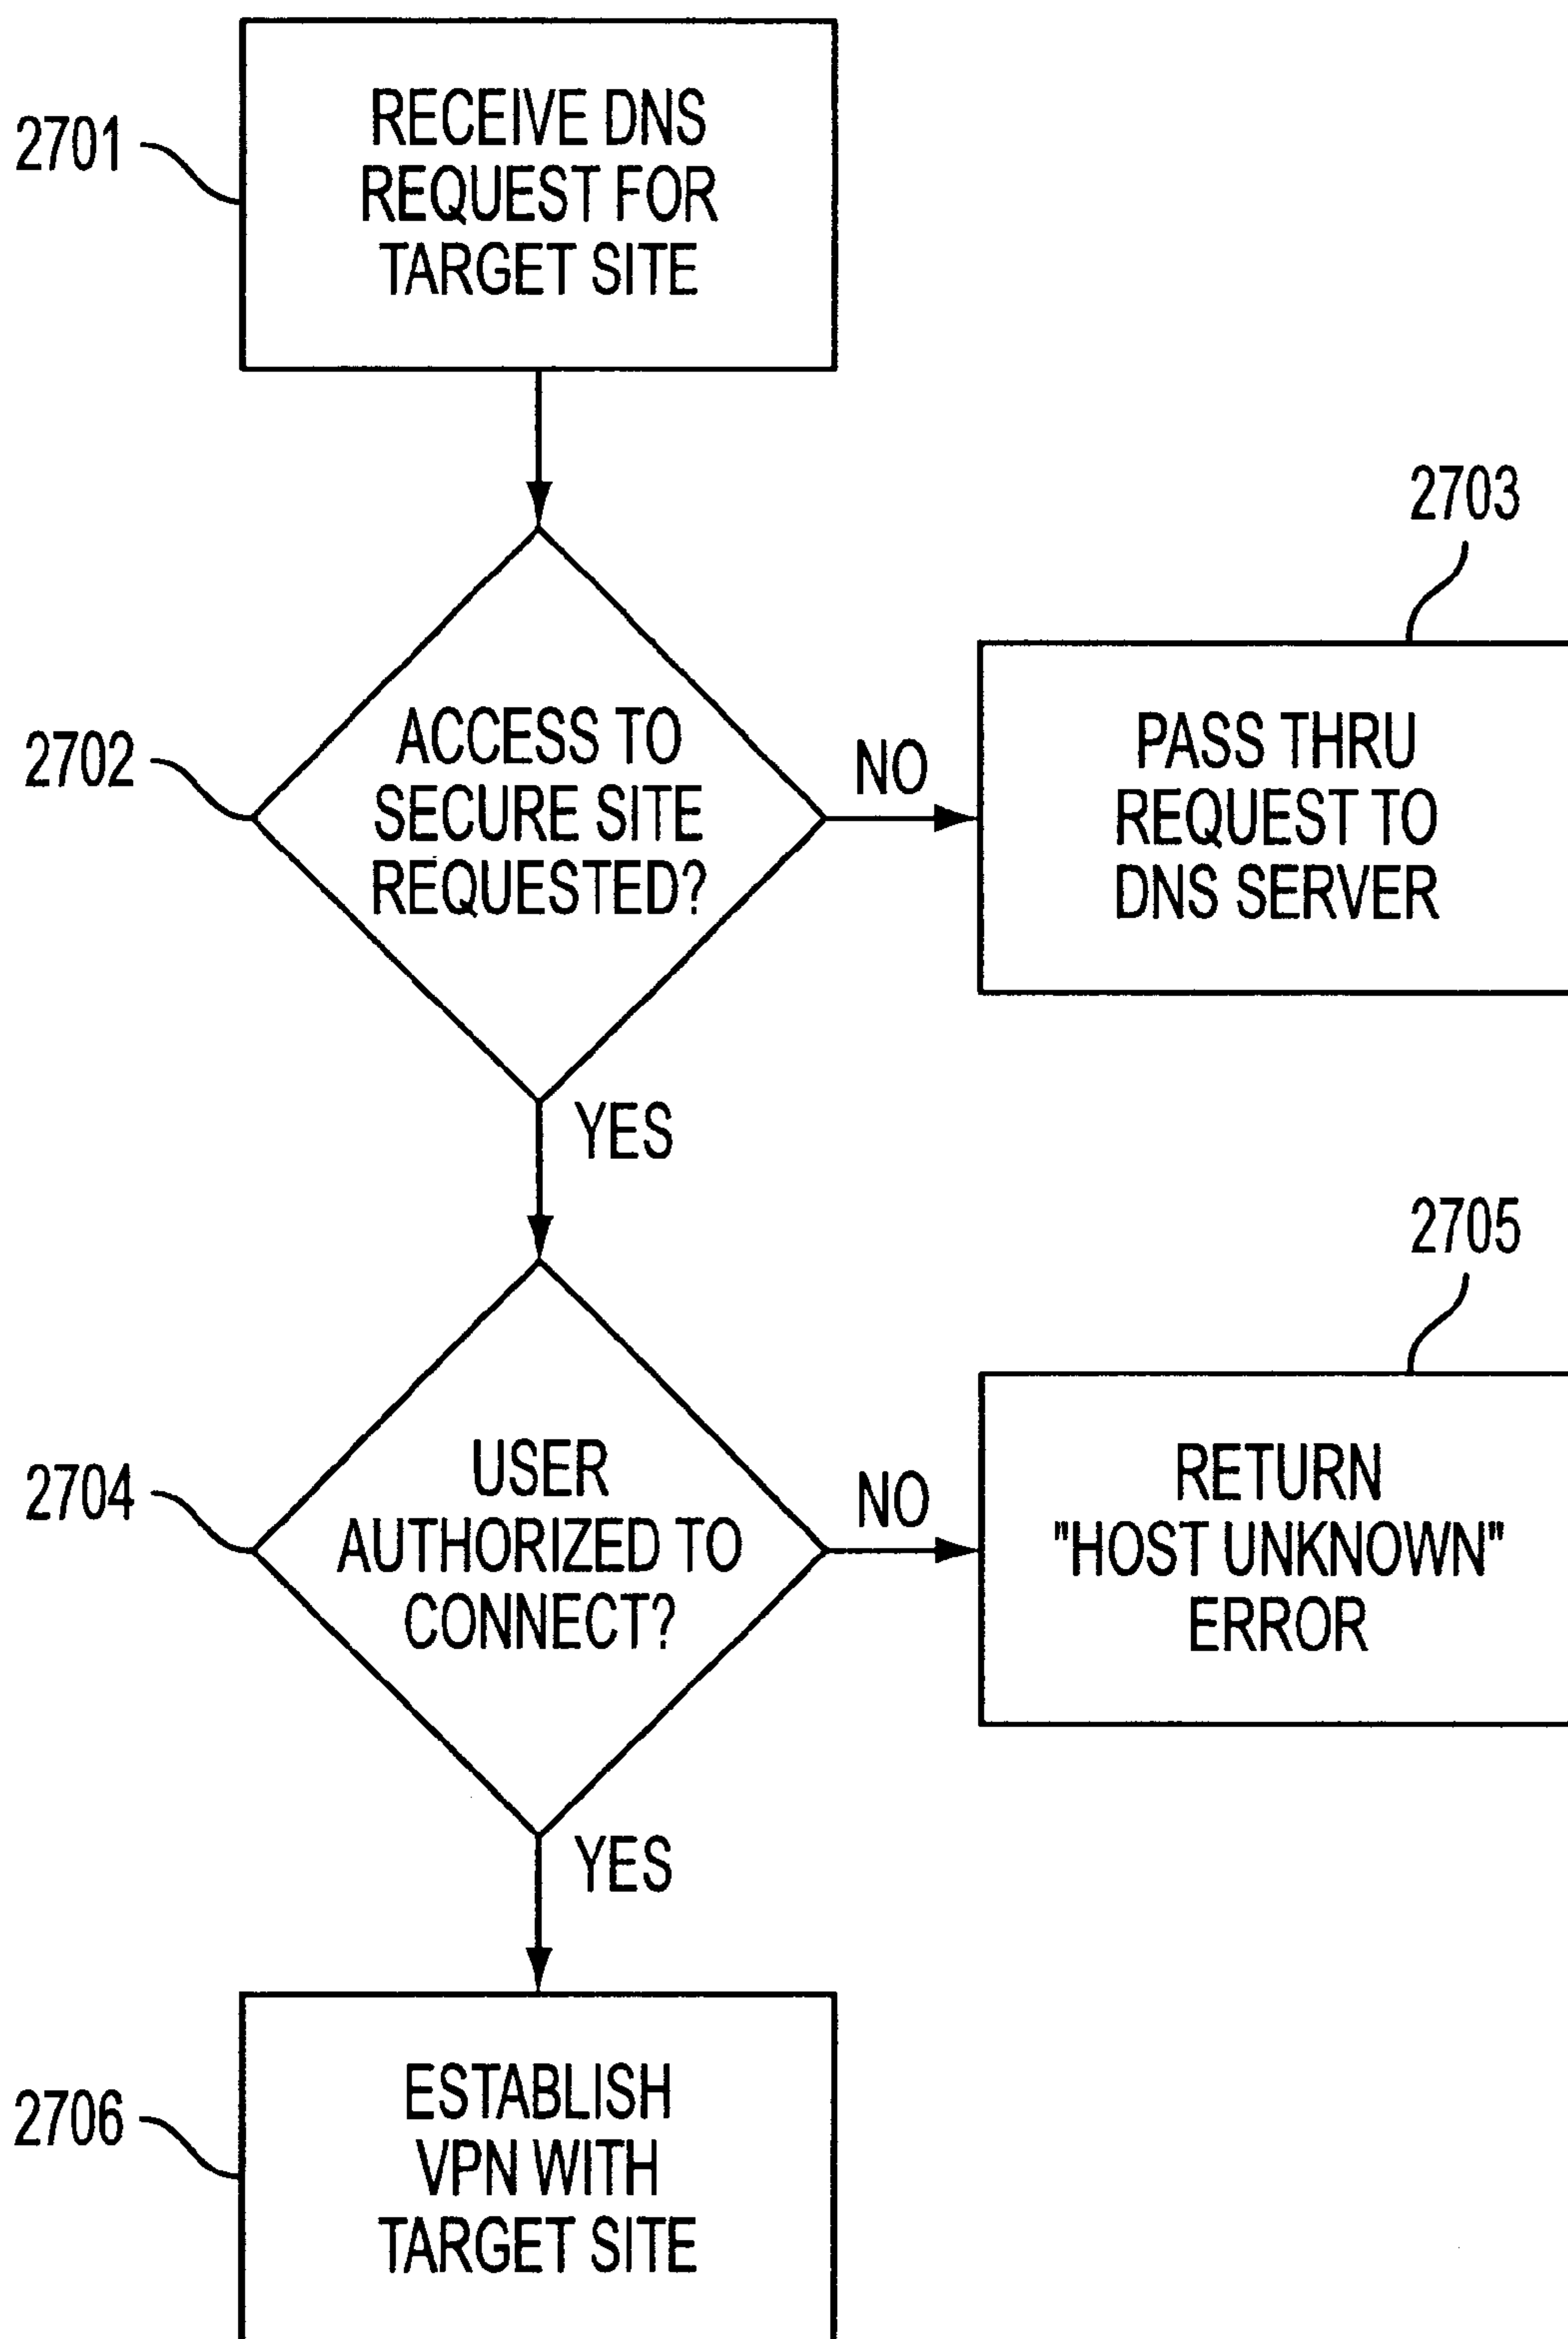 2701
RECEIVE DNS
REQUEST FOR
TARGET SITE
2702
ACCESS TO
SECURE SITE
REQUESTED?
NO
2703
PASS THRU
REQUEST TO
DNS SERVER
YES
2704
USER
AUTHORIZED TO
CONNECT?
NO
2705
RETURN
"HOST UNKNOWN"
ERROR
YES
2706
ESTABLISH
VPN WITH
TARGET SITE